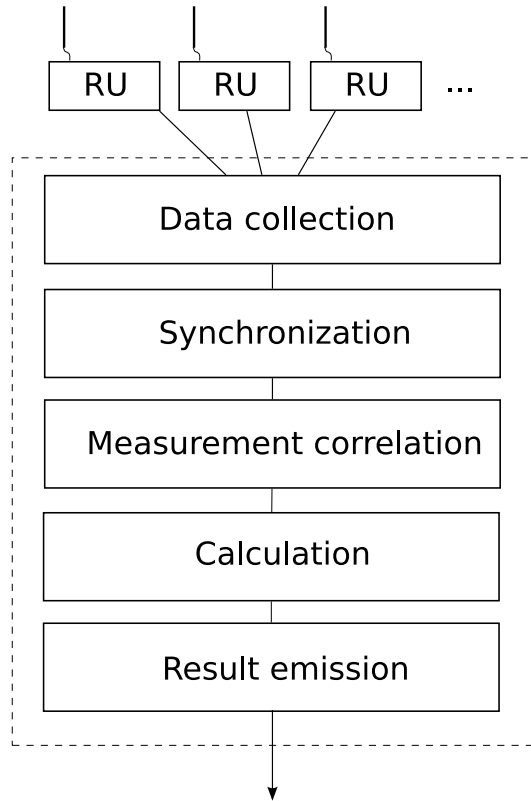 RU RU RU ...
Data collection
Synchronization
Measurement correlation
Calculation
Result emission